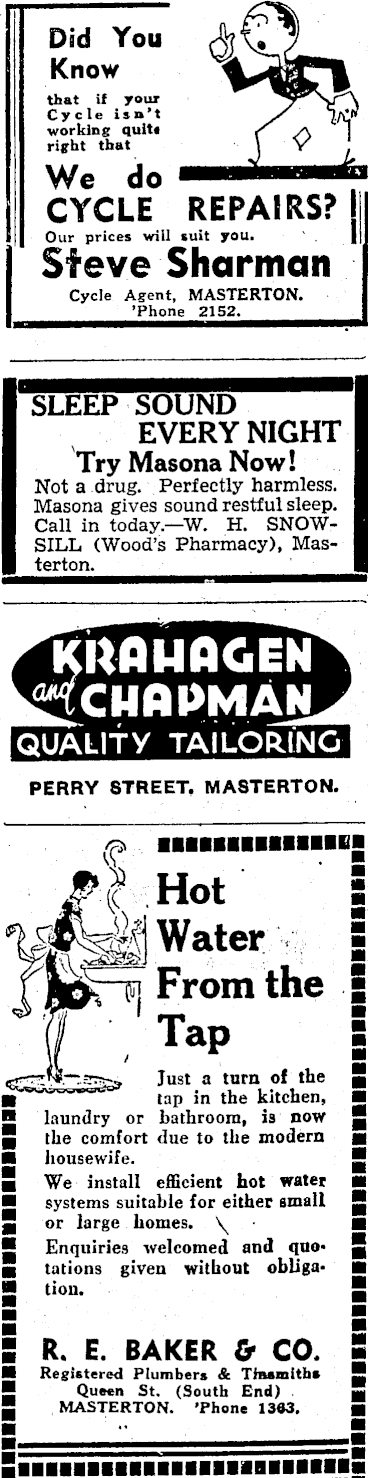 Did You
Know
that if your
Cycle isn't
working quite
right that
We do
CYCLE REPAIRS?
Our prices will suit you.
Steve Sharman
Cycle Agent, MASTERTON.
'Phone 2152.
SLEEP SOUND
EVERY NIGHT
Try Masona Now!
Not a drug. Perfectly harmless.
Masona gives sound restful sleep.
Call in today.—W. H. SNOW-
SILL (Wood's Pharmacy), Mas-
terton.
KRAHAGEN
and CHAPMAN
QUALITY TAILORING
PERRY STREET, MASTERTON.
Hot
Water
From the
Tap
Just a turn of the
tap in the kitchen,
laundry or bathroom, is now
the comfort due to the modern
housewife.
We install efficient hot water
systems suitable for either small
or large homes.
Enquiries welcomed and quo-
tations given without obliga-
tion.
R. E. BAKER & CO.
Registered Plumbers & Tinsmiths
Queen St. (South End)
MASTERTON. 'Phone 1363.